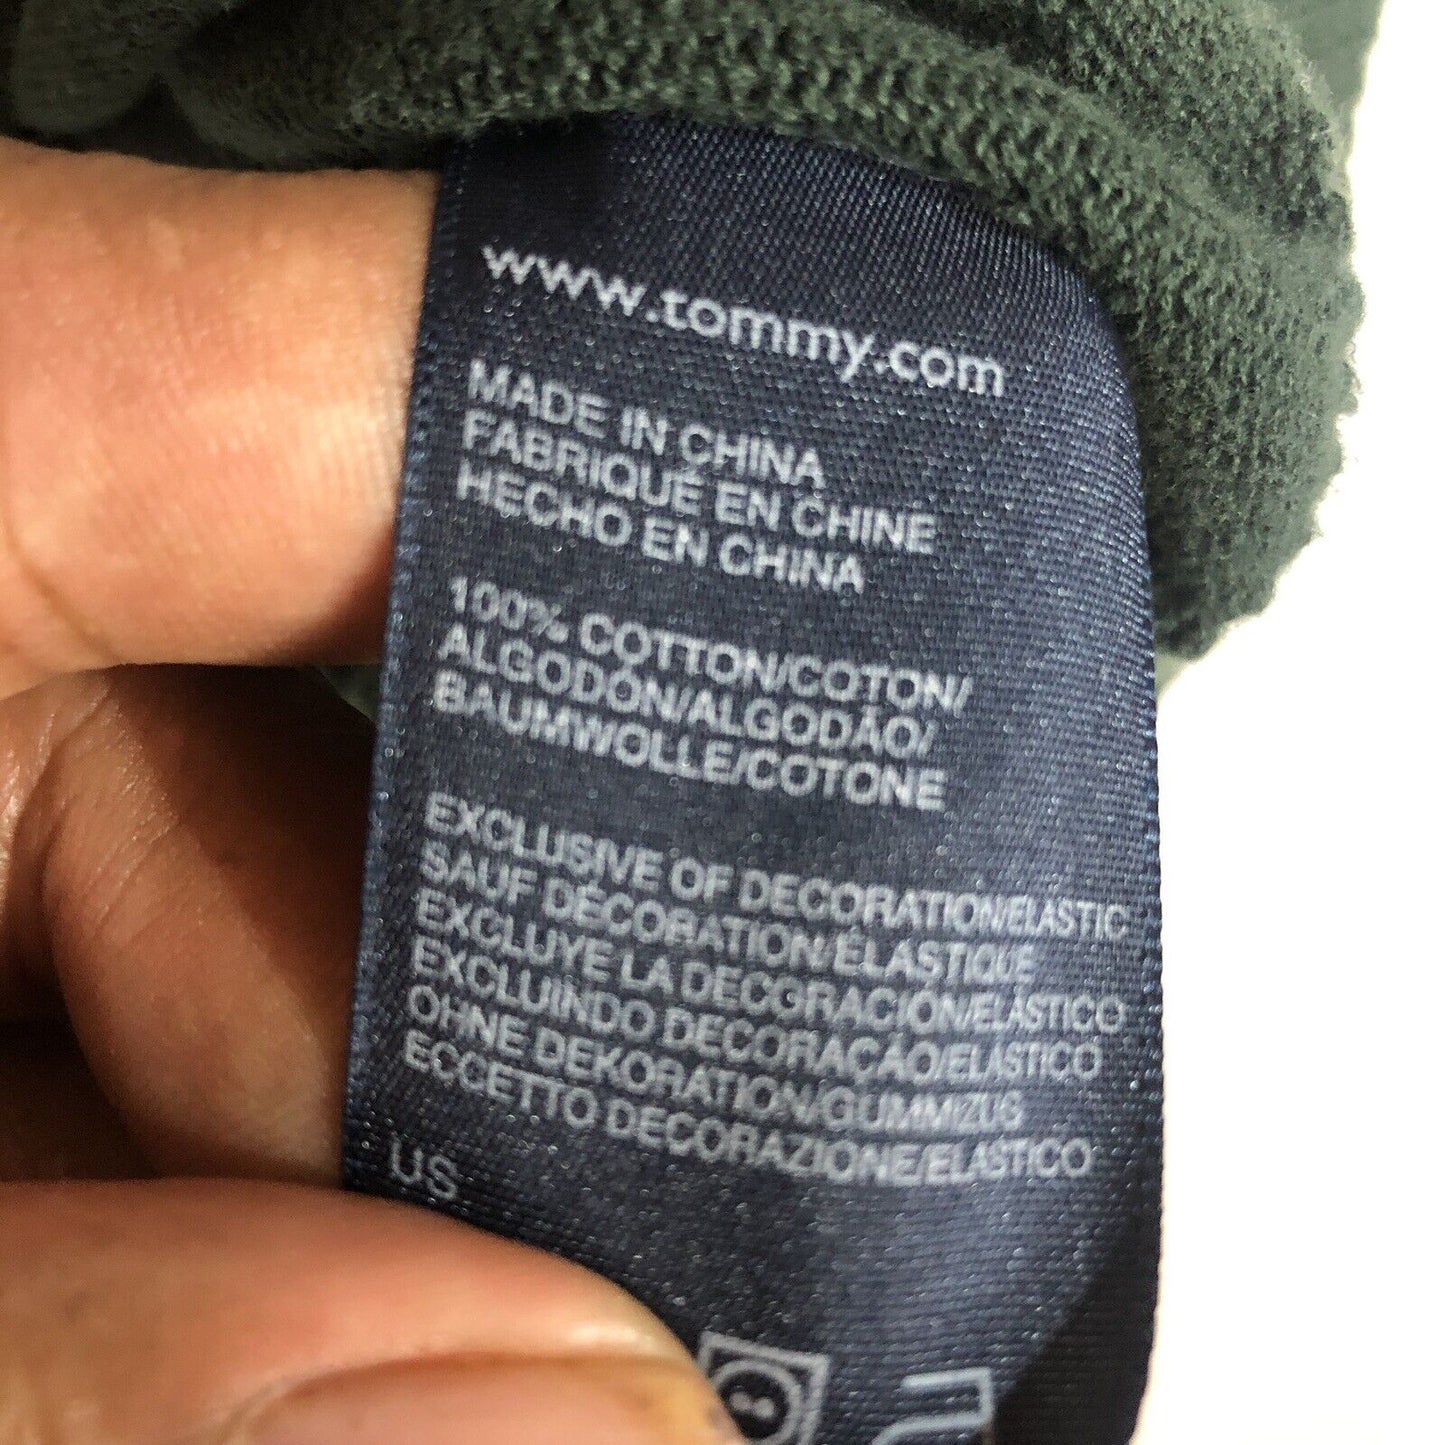 www.tommy.com
MADE IN CHINA
FABRIQUÉ EN CHINE
HECHO EN CHINA
100% COTTON/COTON/
ALGODÓN/ALGODÃO/
BAUMWOLLE/COTONE
EXCLUSIVE OF DECORATION/ELASTIC
SAUF DÉCORATION/ÉLASTIQUE
EXCLUYE LA DECORACIÓN/ELÁSTICO
EXCLUINDO DECORAÇÃO/ELÁSTICO
OHNE DEKORATION/GUMMIZUG
ECCETTO DECORAZIONE/ELASTICO
US